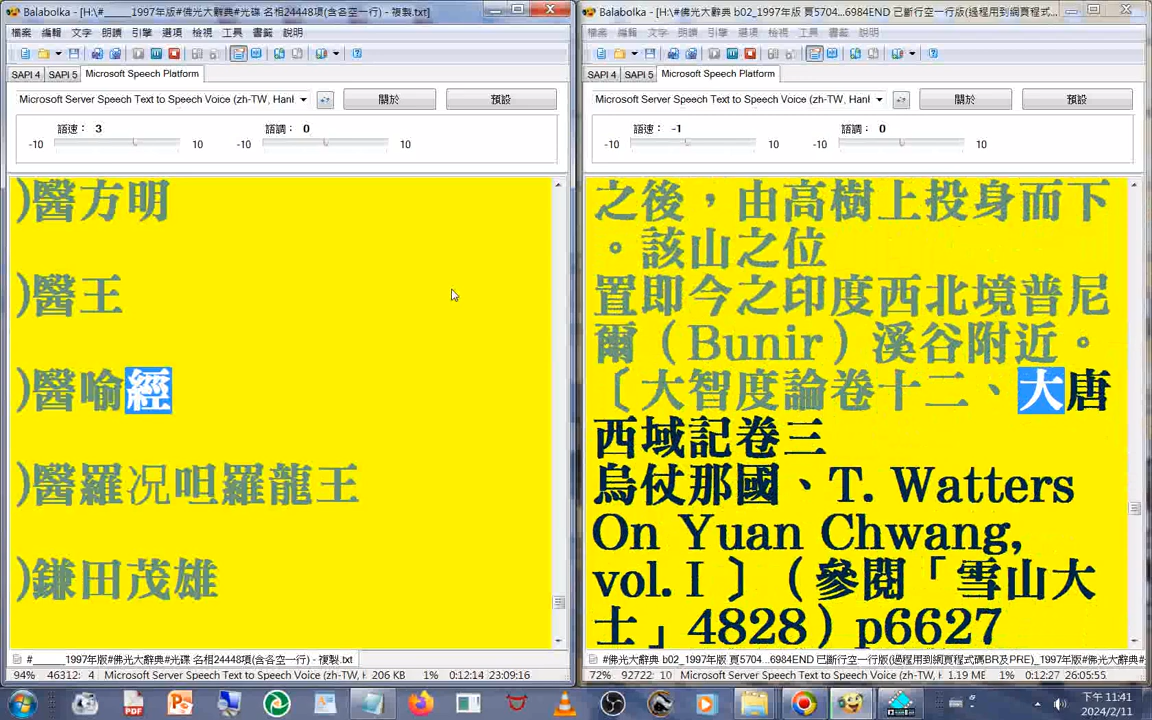 Balabolka - [H:\#_____1997年版#佛光大辭典#光碟 名相24448項(含各空一行) - 複製.txt]
檔案 編輯 文字 朗讀 引擎 選項 檢視 工具 書籤 說明
SAPI 4 SAPI 5 Microsoft Speech Platform
Microsoft Server Speech Text to Speech Voice (zh-TW, HanI
關於
預設
語速： 3
語調： 0
-10 10 -10 10
)醫方明
)醫王
)醫喻經
)醫羅況呾羅龍王
)鎌田茂雄
#_____1997年版#佛光大辭典#光碟 名相24448項(含各空一行) - 複製.txt
94% 46312: 4 Microsoft Server Speech Text to Speech Voice (zh-TW, 206 KB 1% 0:12:14 23:09:16
Balabolka - [H:\#佛光大辭典 b02_1997年版 頁5704...6984END 已斷行空一行版(過程用到網頁程式...
檔案 編輯 文字 朗讀 引擎 選項 檢視 工具 書籤 說明
SAPI 4 SAPI 5 Microsoft Speech Platform
Microsoft Server Speech Text to Speech Voice (zh-TW, HanI
關於
預設
語速： -1
語調： 0
-10 10 -10 10
之後，由高樹上投身而下
。該山之位
置即今之印度西北境普尼
爾（Bunir）溪谷附近。
〔大智度論卷十二、大唐
西域記卷三
烏仗那國、T. Watters
On Yuan Chwang,
vol.Ｉ〕（參閱「雪山大
士」4828）p6627
#佛光大辭典 b02_1997年版 頁5704...6984END 已斷行空一行版(過程用到網頁程式碼BR及PRE)_1997年版#
72% 92722: 10 Microsoft Server Speech Text to Speech Voice (zh-TW, 1.19 ME 1% 0:12:27 26:05:55
下午 11:41
2024/2/11